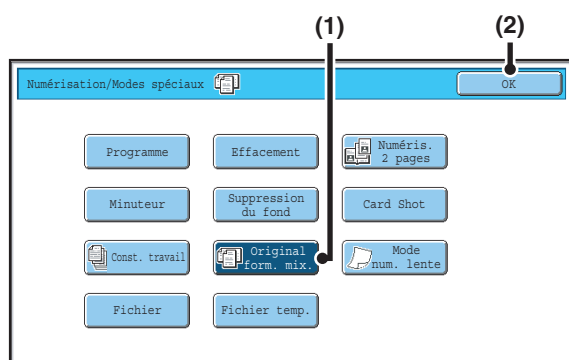 (1)
(2)
Numérisation/Modes spéciaux
OK
Programme
Effacement
Numéris.
2 pages
Minuteur
Suppression
du fond
Card Shot
Const. travail
Original
form. mix.
Mode
num. lente
Fichier
Fichier temp.